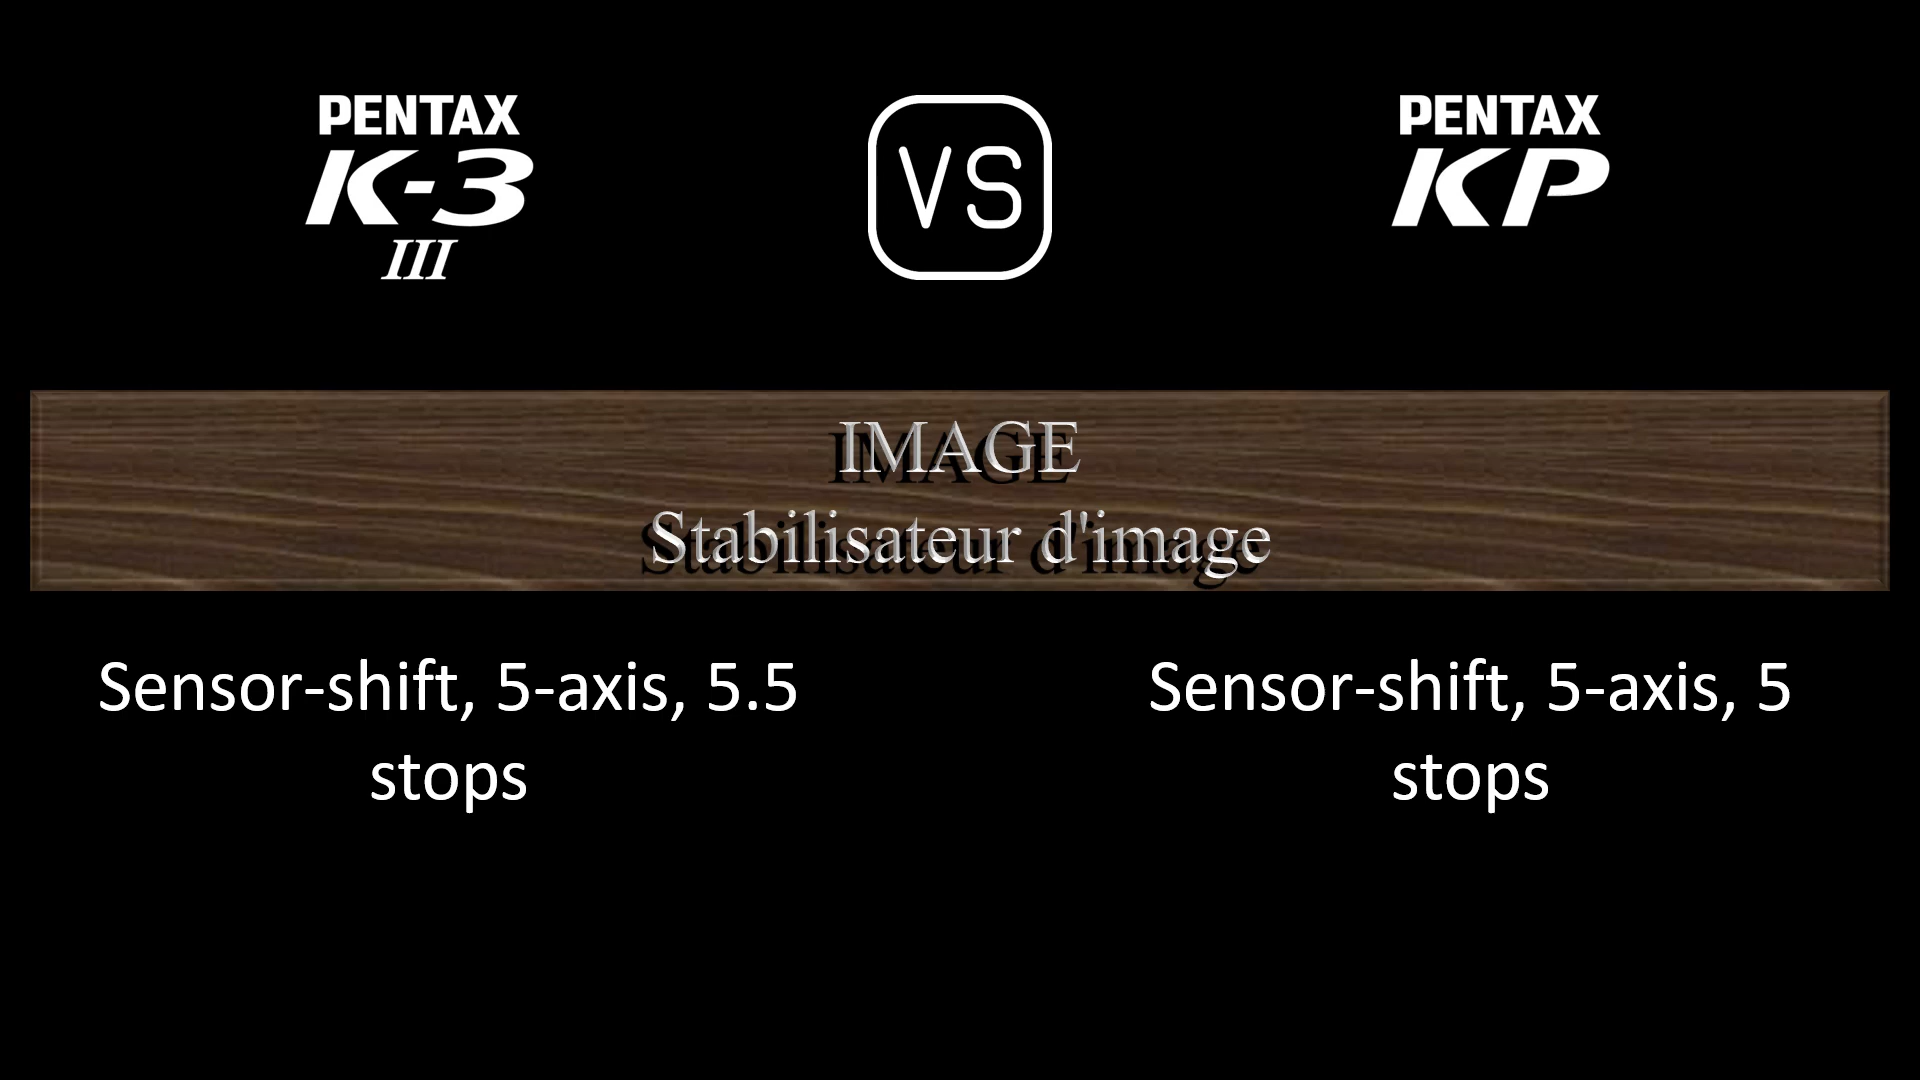 PENTAX
K-3
III
VS
PENTAX
KP
IMAGE
Stabilisateur d'image
Sensor-shift, 5-axis, 5.5
stops
Sensor-shift, 5-axis, 5
stops